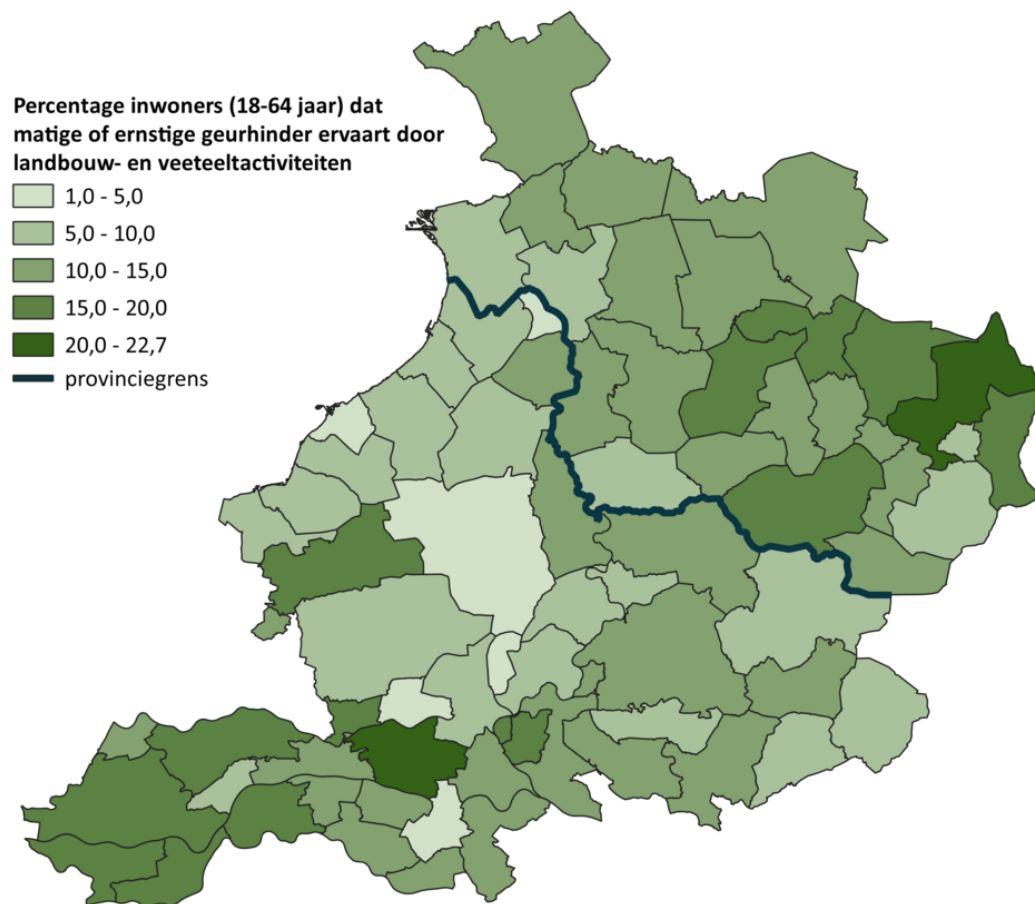 Percentage inwoners (18-64 jaar) dat
matige of ernstige geurhinder ervaart door
landbouw- en veeteeltactiviteiten
1,0 - 5,0
5,0 - 10,0
10,0 - 15,0
15,0 - 20,0
20,0 - 22,7
provinciegrens